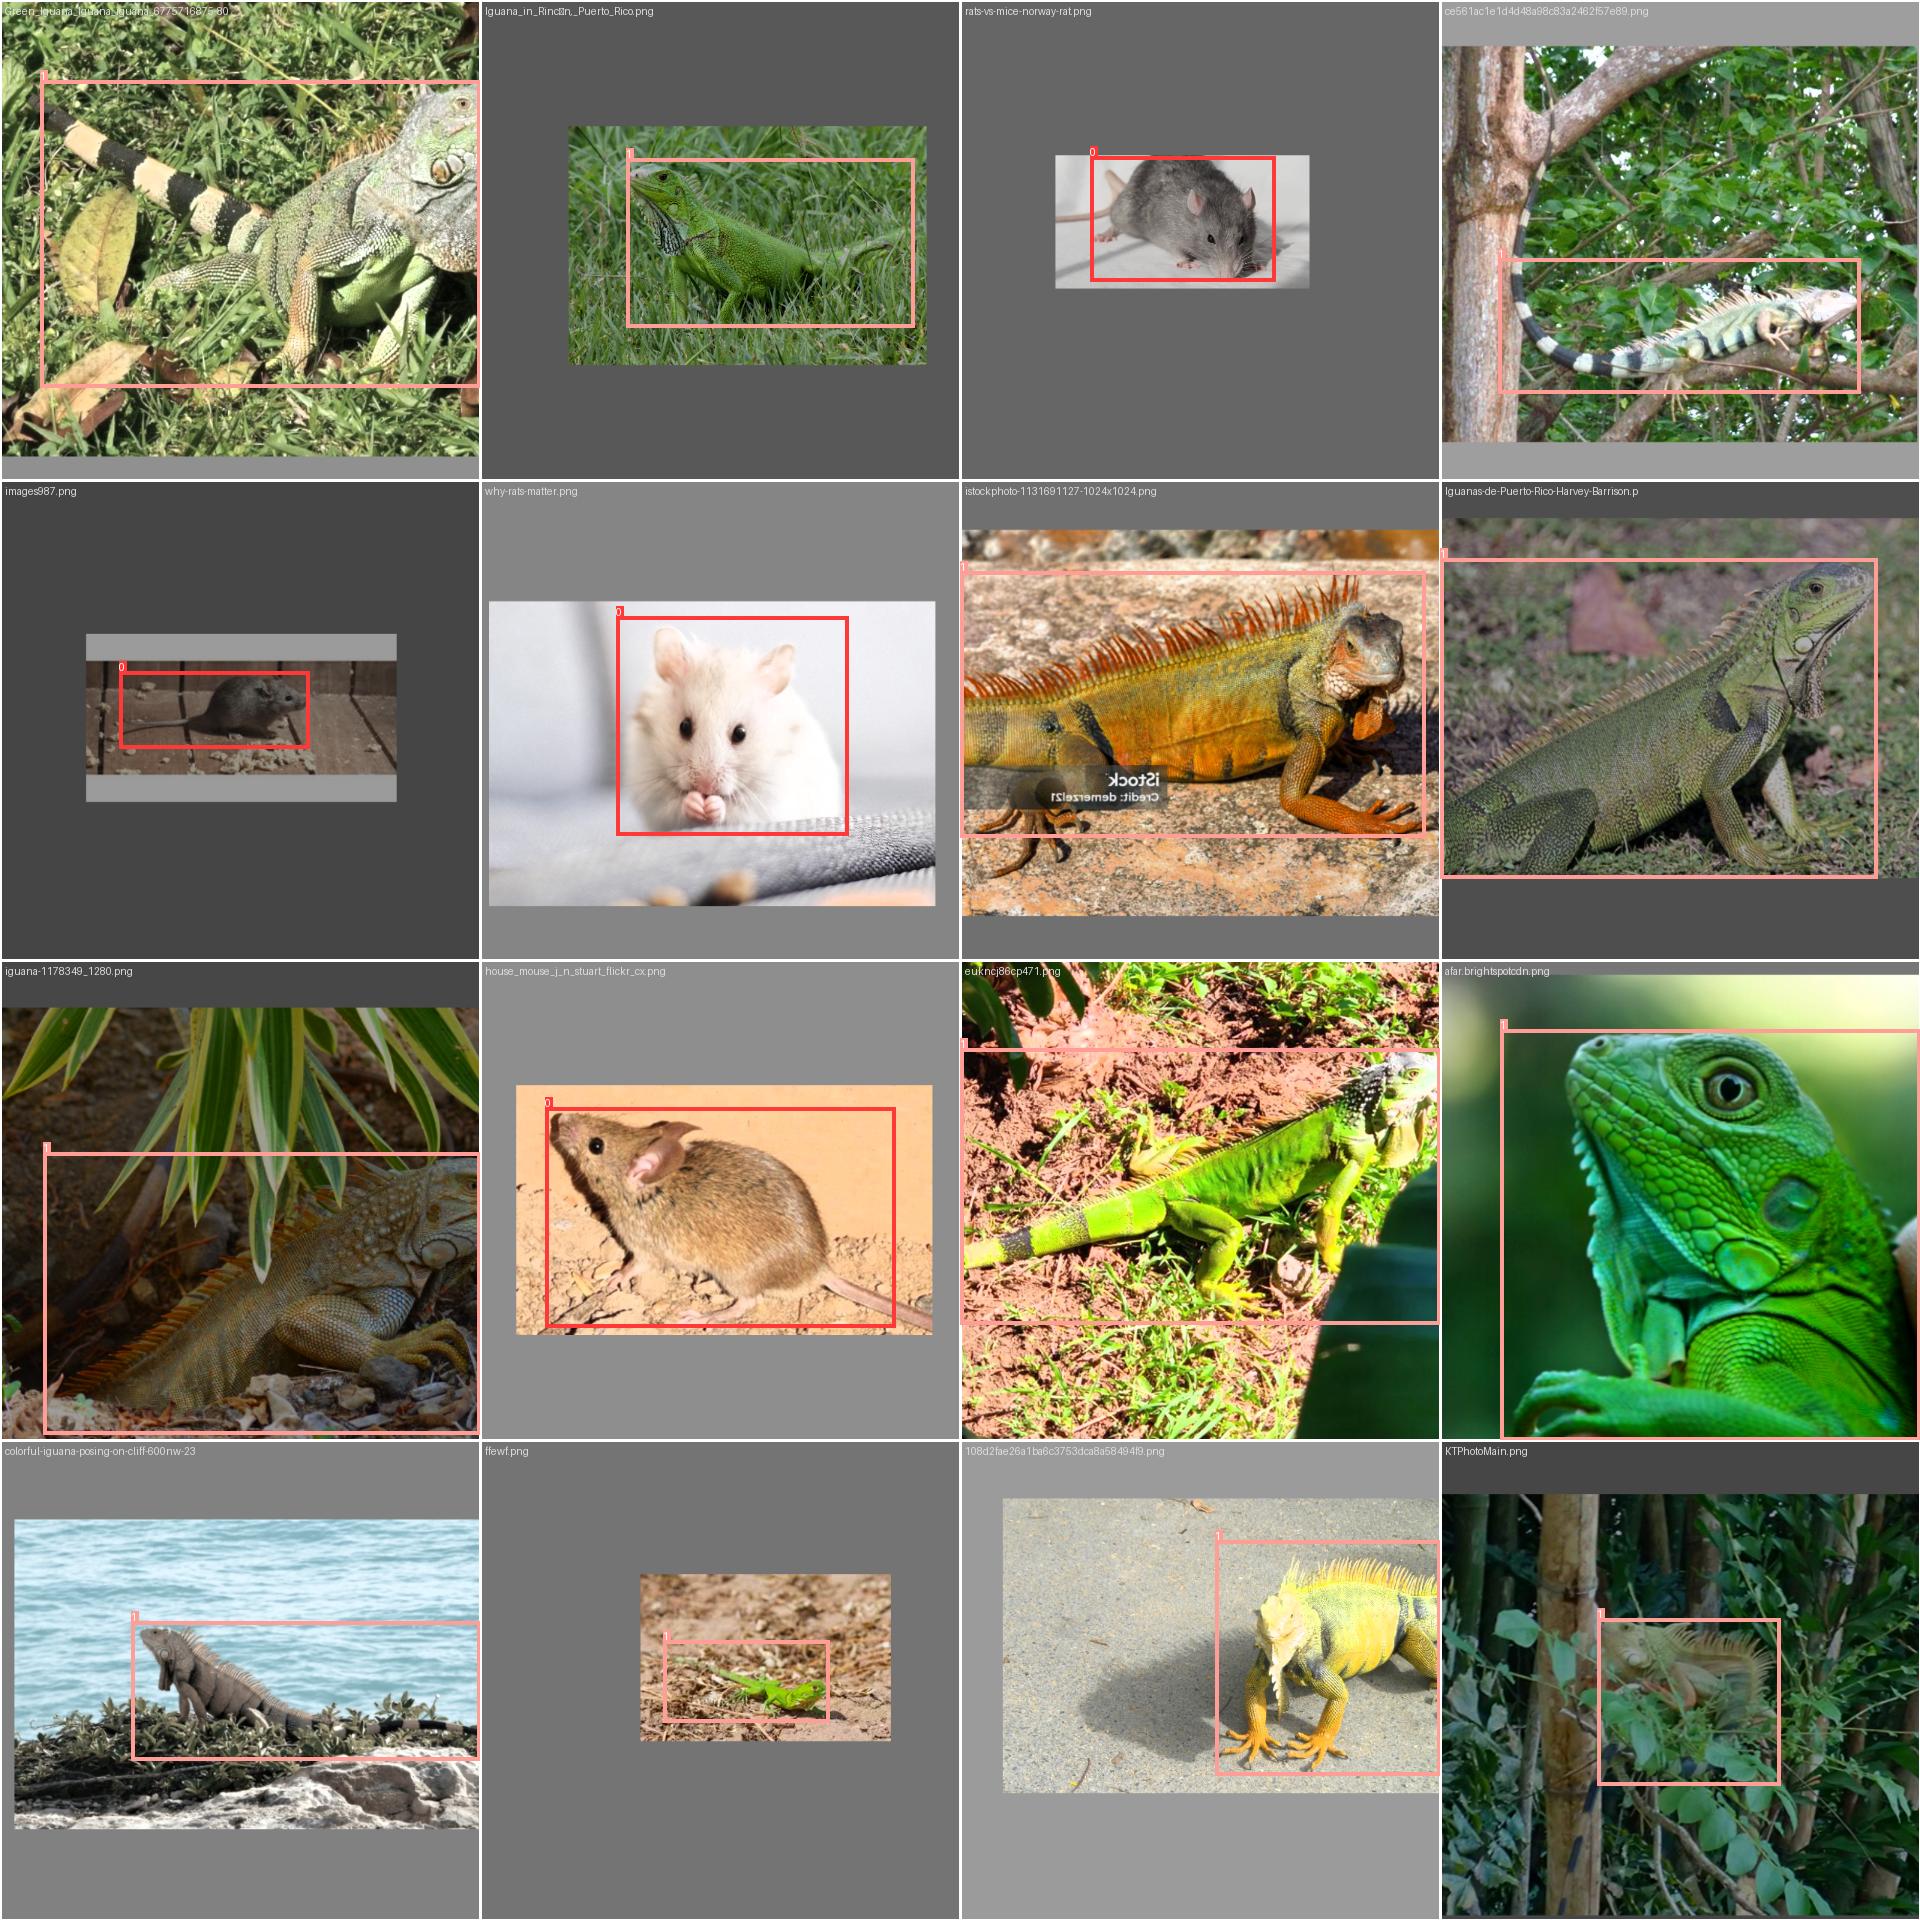 Green_Iguana_Iguana_iguana_6775716875-80
Iguana_in_Rinc□n,_Puerto_Rico.png
rats-vs-mice-norway-rat.png
ce561ac1e1d4d48a98c83a2462f57e89.png
1
1
0
1
images987.png
why-rats-matter.png
istockphoto-1131691127-1024x1024.png
Iguanas-de-Puerto-Rico-Harvey-Barrison.p
0
0
1
1
iStock
Credit: demerzel21
iguana-1178349_1280.png
house_mouse_j_n_stuart_flickr_cx.png
eukncj86cp471.png
afar.brightspotcdn.png
1
0
1
1
colorful-iguana-posing-on-cliff-600nw-23
ffewf.png
108d2fae26a1ba6c3753dca8a58494f9.png
KTPhotoMain.png
1
1
1
1